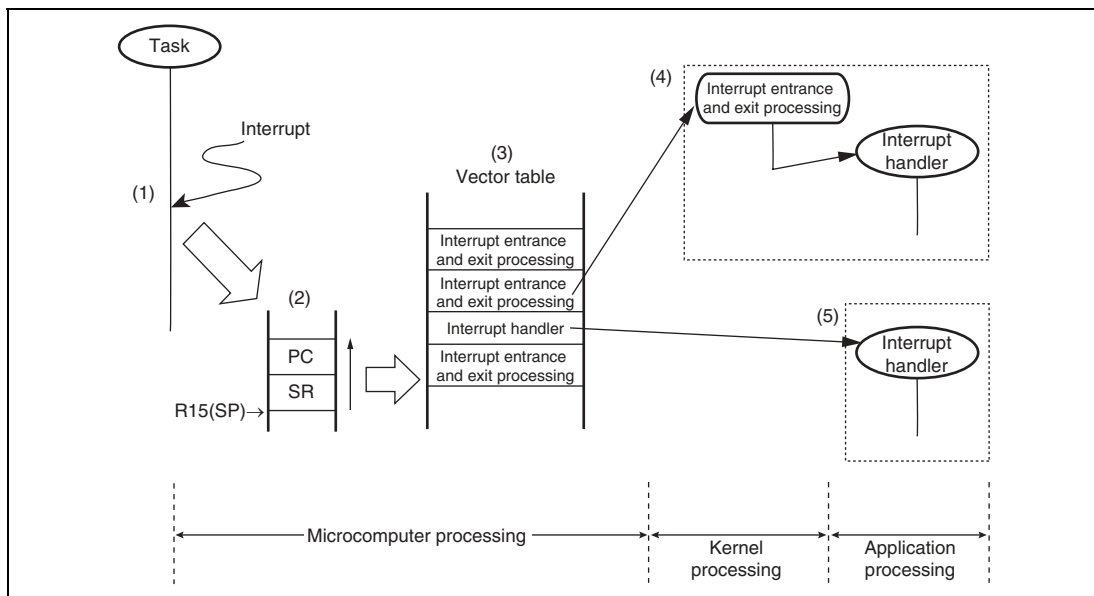 Task
Interrupt
(1)
(2)
PC
SR
R15(SP)→
(3)
Vector table
Interrupt entrance
and exit processing
Interrupt entrance
and exit processing
Interrupt handler
Interrupt entrance
and exit processing
(4)
Interrupt entrance
and exit processing
Interrupt
handler
(5)
Interrupt
handler
Microcomputer processing
Kernel
processing
Application
processing